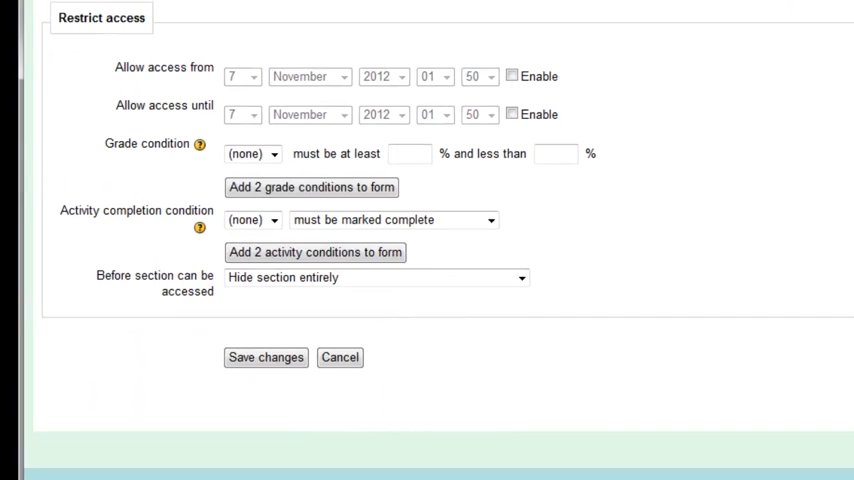 Restrict access
Allow access from 7 November 2012 01 50 Enable
Allow access until 7 November 2012 01 50 Enable
Grade condition ? (none) must be at least % and less than %
Add 2 grade conditions to form
Activity completion condition ? (none) must be marked complete
Add 2 activity conditions to form
Before section can be accessed Hide section entirely
Save changes Cancel